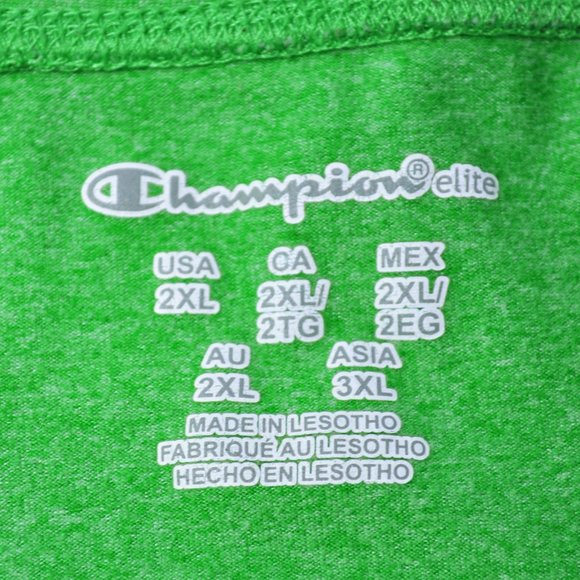 Champion® elite
USA CA MEX
2XL 2XL/ 2XL/
2TG 2EG
AU ASIA
2XL 3XL
MADE IN LESOTHO
FABRIQUÉ AU LESOTHO
HECHO EN LESOTHO